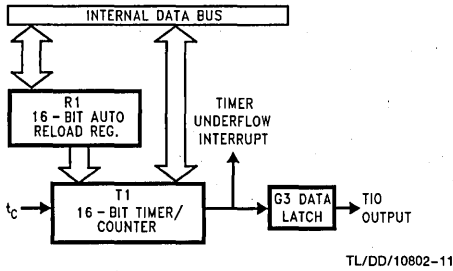 INTERNAL DATA BUS
R1
16-BIT AUTO
RELOAD REG.
TIMER
UNDERFLOW
INTERRUPT
tC
T1
16-BIT TIMER/
COUNTER
G3 DATA
LATCH
TIO
OUTPUT
TL/DD/10802-11